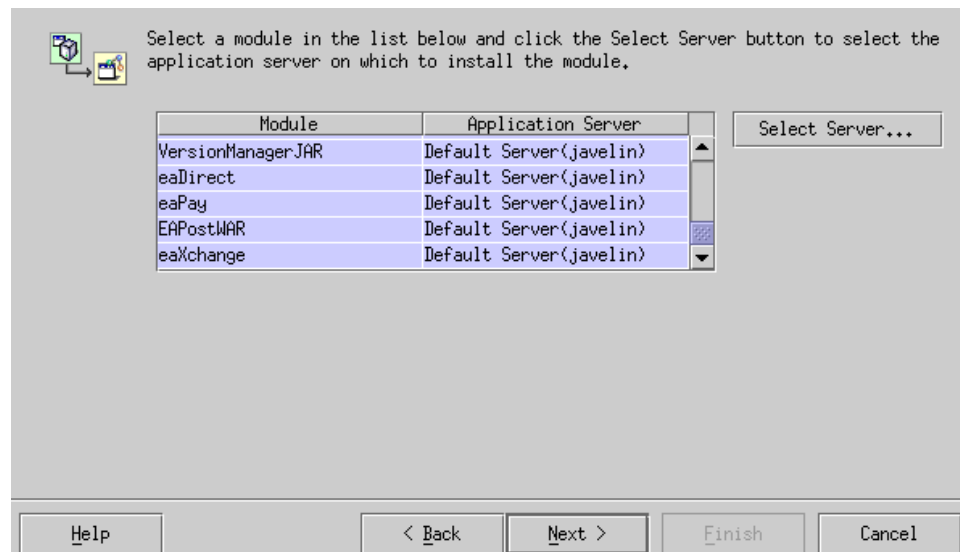 Select a module in the list below and click the Select Server button to select the
application server on which to install the module.
Module Application Server
Select Server...
VersionManagerJAR Default Server(javelin)
eaDirect Default Server(javelin)
eaPay Default Server(javelin)
EAPostWAR Default Server(javelin)
eaXchange Default Server(javelin)
Help < Back Next > Finish Cancel